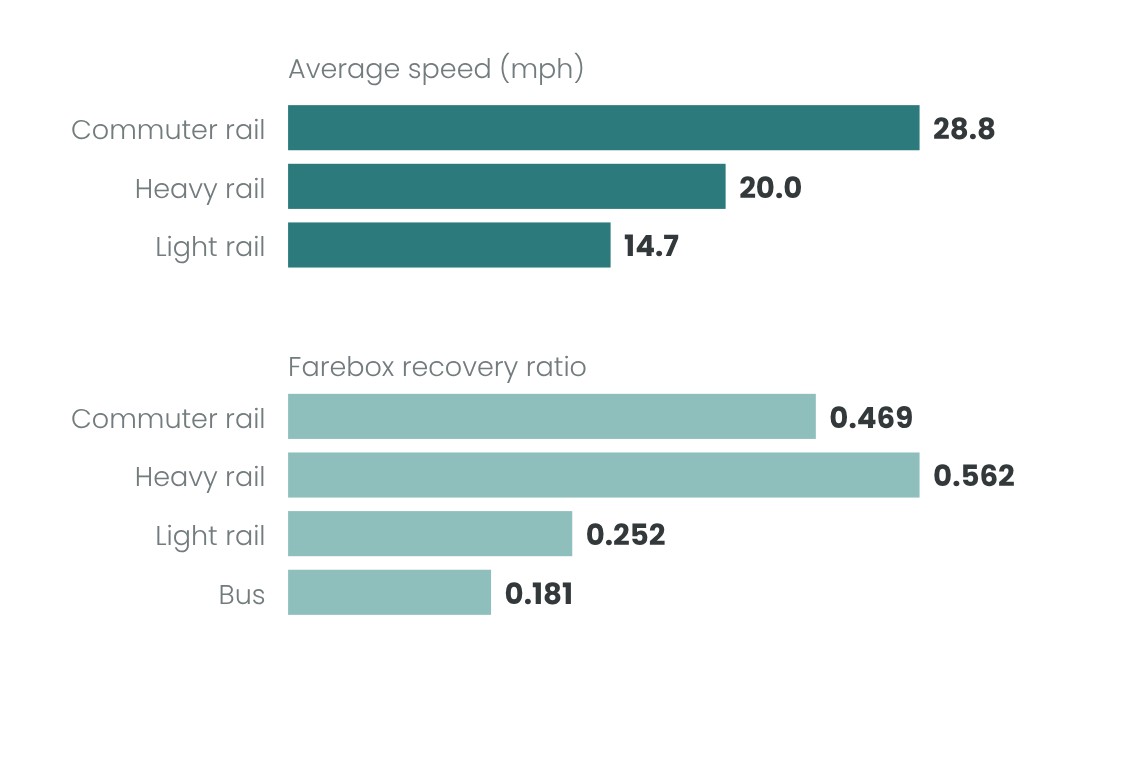 Average speed (mph)
Commuter rail 28.8
Heavy rail 20.0
Light rail 14.7
Farebox recovery ratio
Commuter rail 0.469
Heavy rail 0.562
Light rail 0.252
Bus 0.181